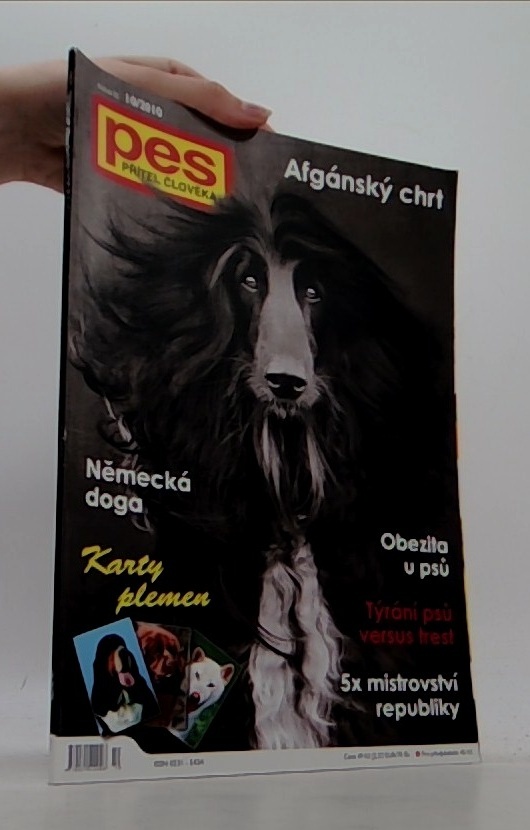 10/2010
pes
PŘÍTEL ČLOVĚKA
Afgánský chrt
Německá
doga
Karty
plemen
Obezita
u psů
Týrání psů
versus trest
5x mistrovství
republiky